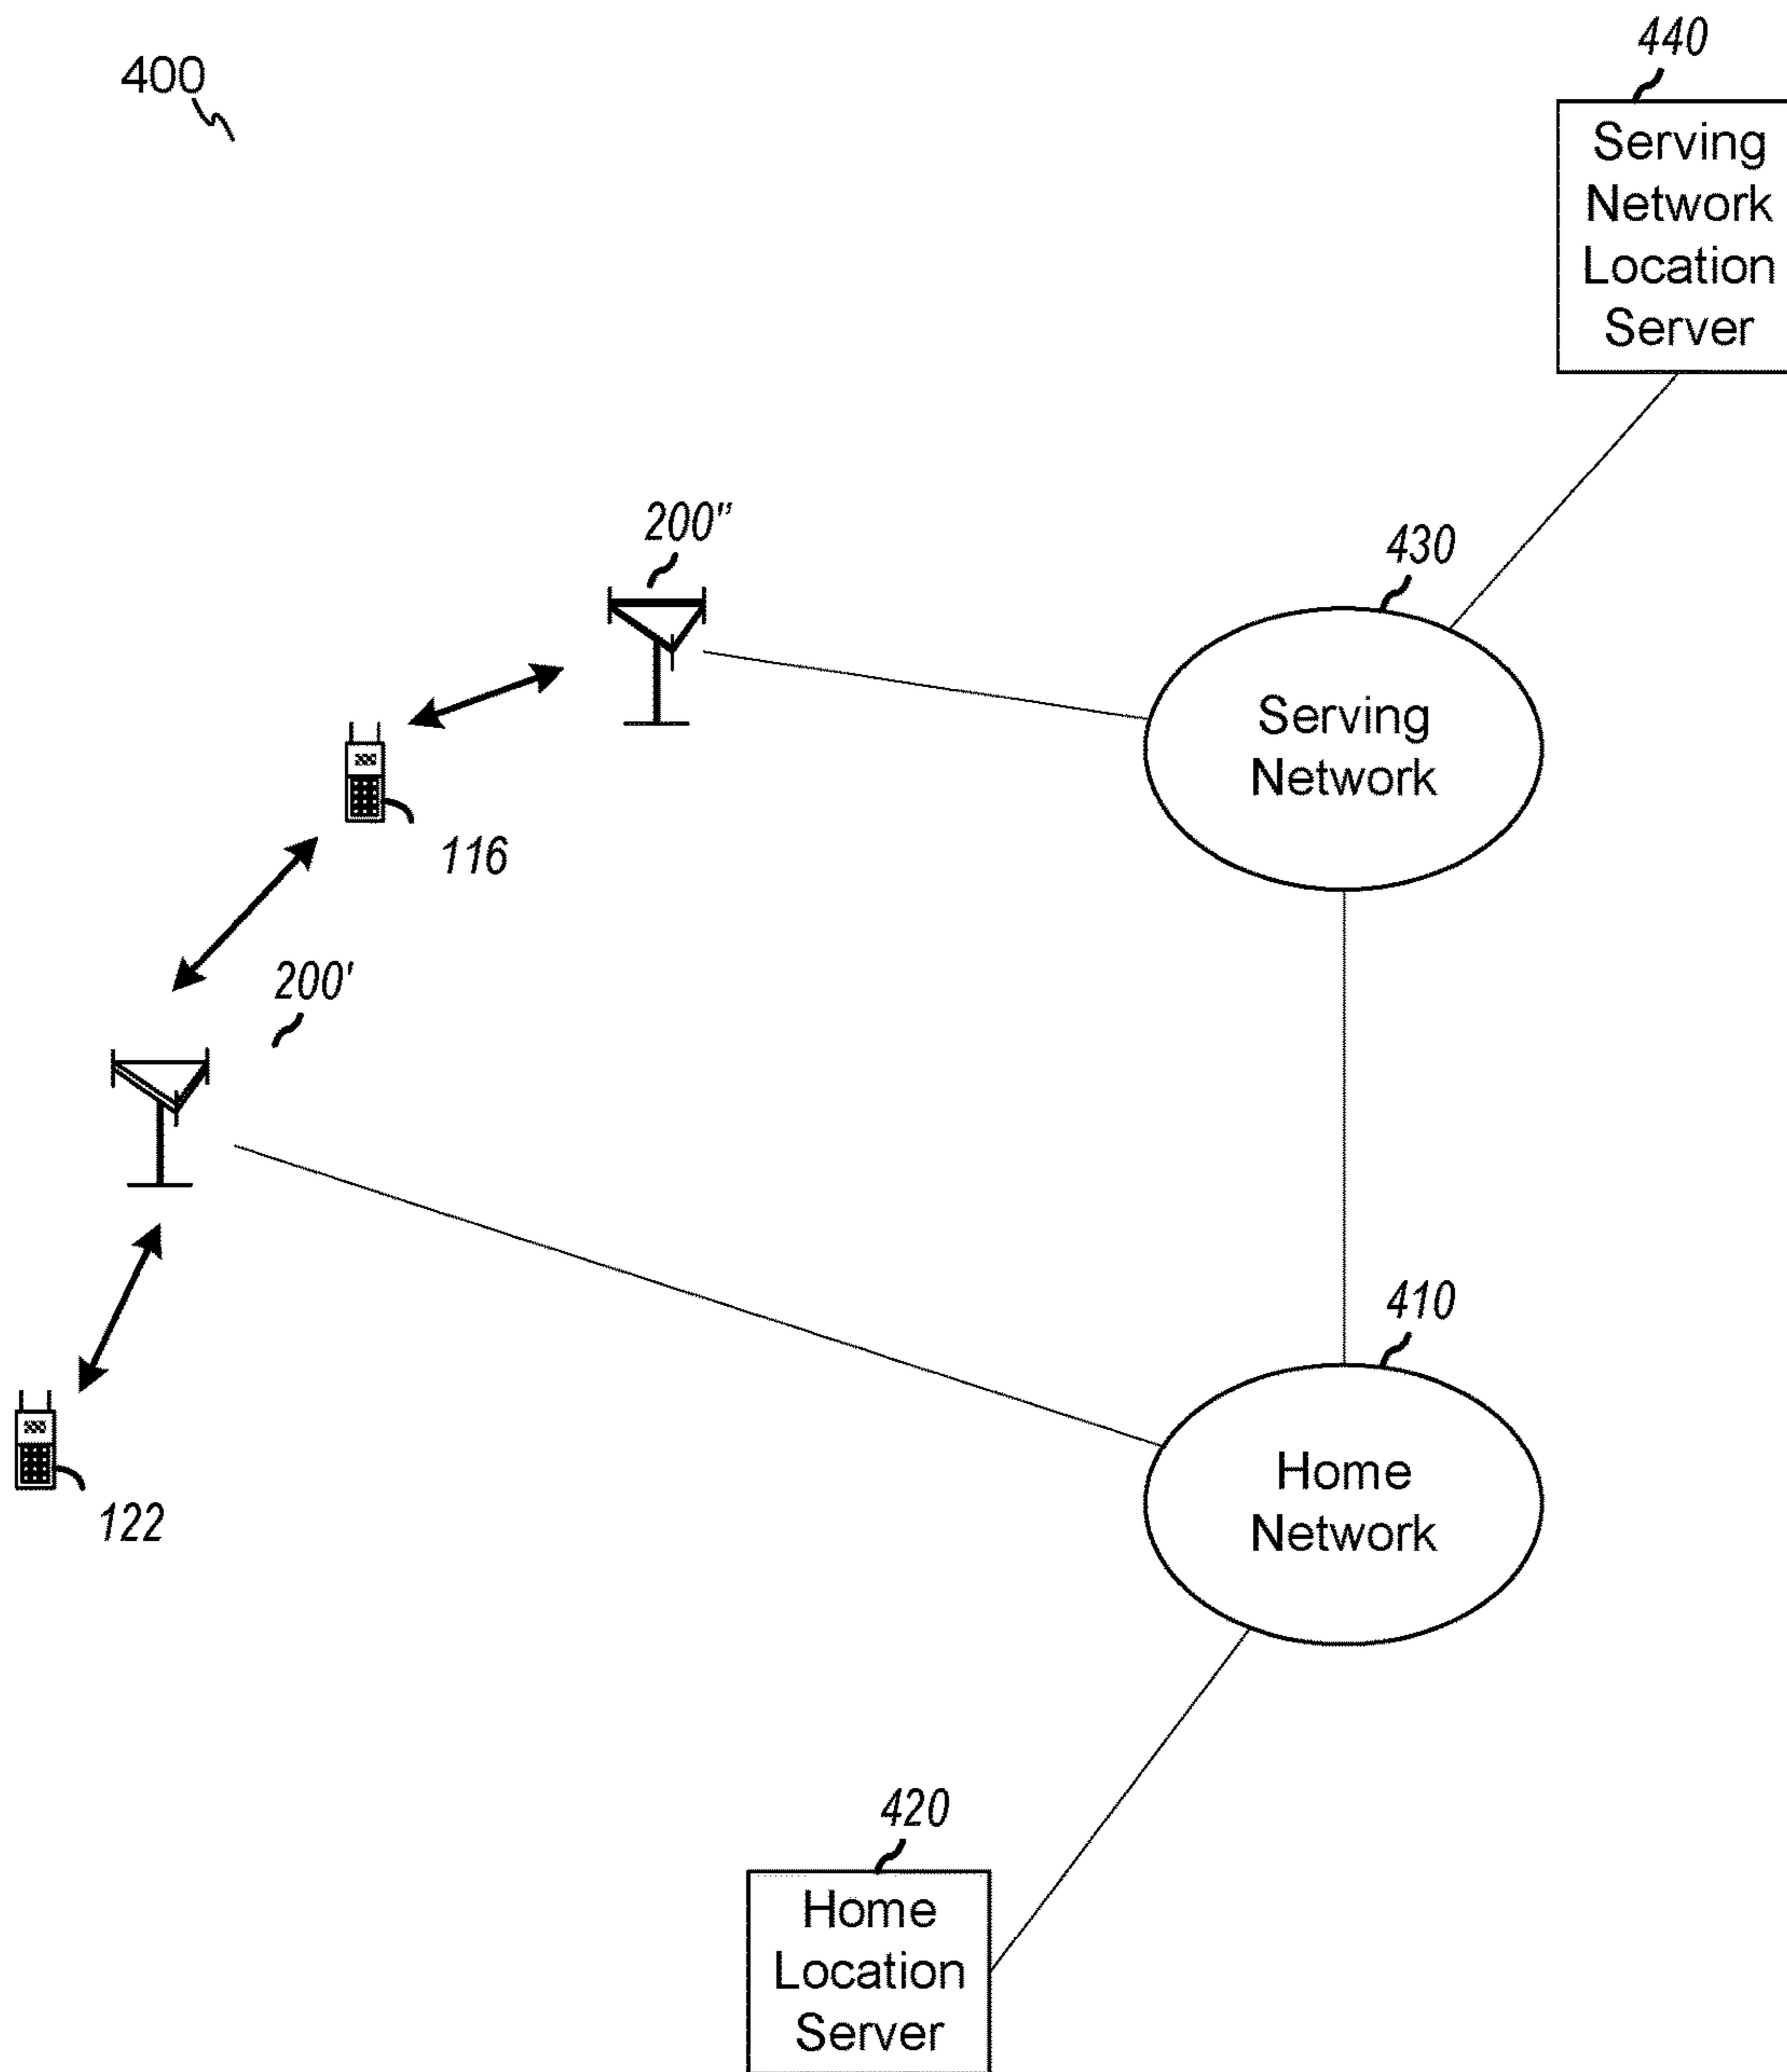 440
400
Serving
Network
Location
Server
200"
430
Serving
Network
116
200'
410
Home
Network
122
420
Home
Location
Server